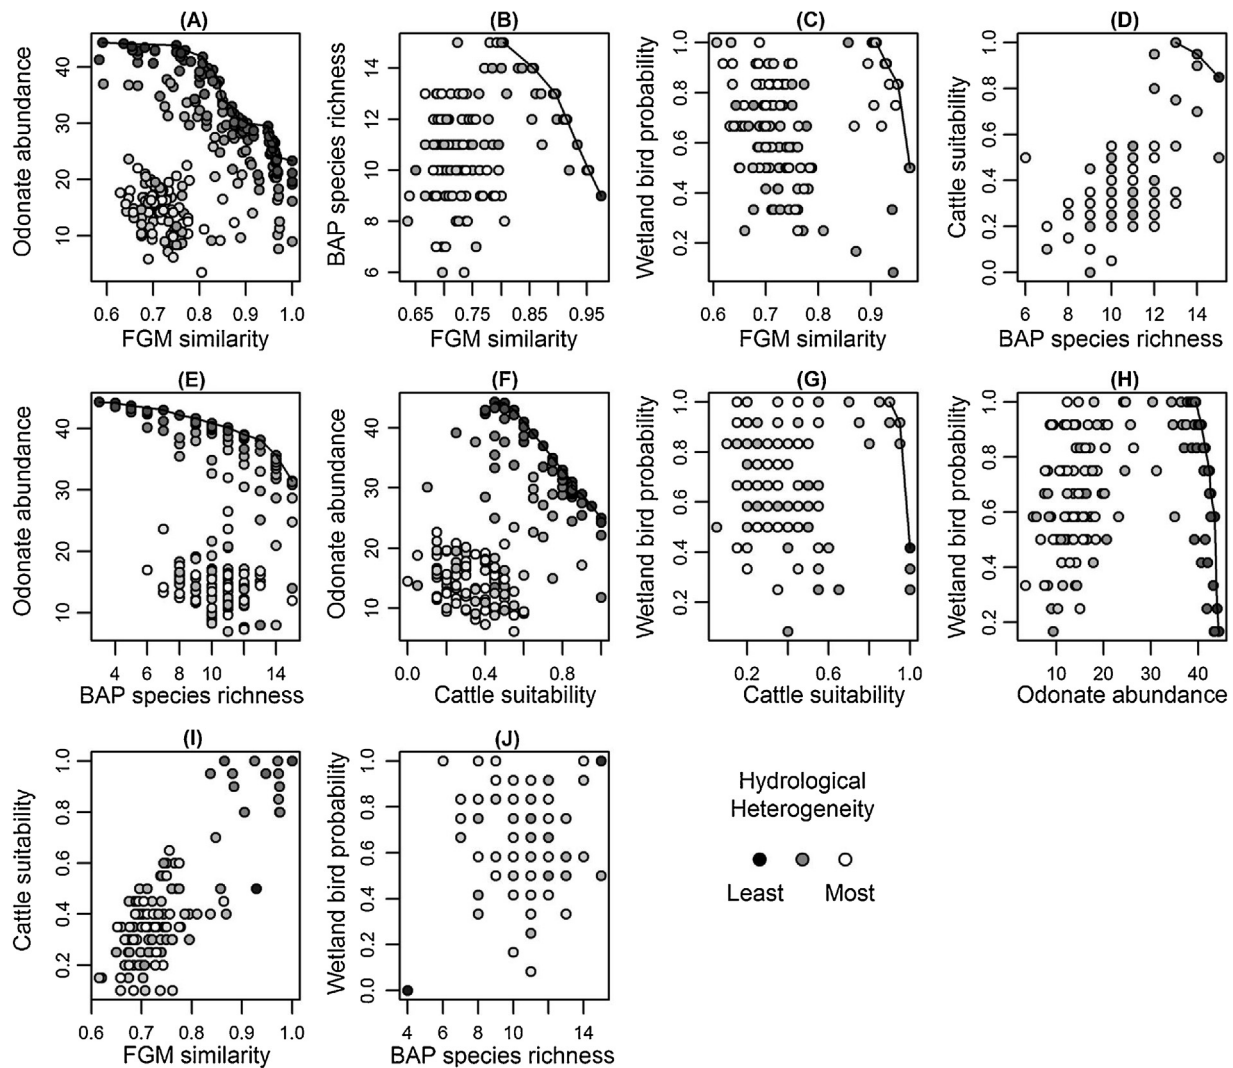 (A)
Odonate abundance
10 20 30 40
0.6 0.7 0.8 0.9 1.0
FGM similarity
(B)
BAP species richness
6 8 10 12 14
0.65 0.75 0.85 0.95
FGM similarity
(C)
Wetland bird probability
0.2 0.4 0.6 0.8 1.0
0.6 0.7 0.8 0.9
FGM similarity
(D)
Cattle suitability
0.0 0.2 0.4 0.6 0.8 1.0
6 8 10 12 14
BAP species richness
(E)
Odonate abundance
10 20 30 40
4 6 8 10 12 14
BAP species richness
(F)
Odonate abundance
10 20 30 40
0.0 0.4 0.8
Cattle suitability
(G)
Wetland bird probability
0.2 0.4 0.6 0.8 1.0
0.2 0.4 0.6 0.8 1.0
Cattle suitability
(H)
Wetland bird probability
0.2 0.4 0.6 0.8 1.0
10 20 30 40
Odonate abundance
(I)
Cattle suitability
0.2 0.4 0.6 0.8 1.0
0.6 0.7 0.8 0.9 1.0
FGM similarity
(J)
Wetland bird probability
0.0 0.2 0.4 0.6 0.8 1.0
4 6 8 10 14
BAP species richness
Hydrological
Heterogeneity
Least Most